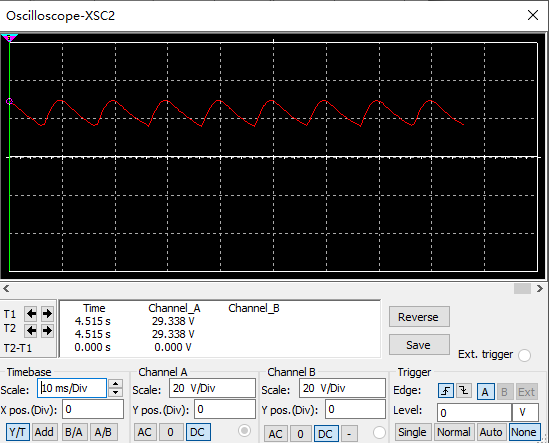 Oscilloscope-XSC2
Time Channel_A Channel_B
T1 4.515 s 29.338 V
T2 4.515 s 29.338 V
T2-T1 0.000 s 0.000 V
Reverse
Save
Ext. trigger
Timebase
Scale: 10 ms/Div
X pos.(Div): 0
Y/T Add B/A A/B
Channel A
Scale: 20 V/Div
Y pos.(Div): 0
AC 0 DC
Channel B
Scale: 20 V/Div
Y pos.(Div): 0
AC 0 DC -
Trigger
Edge: A B Ext
Level: 0 V
Single Normal Auto None